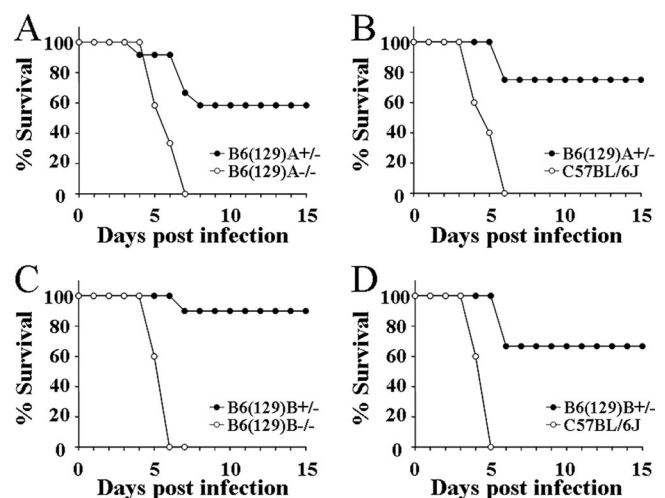 A
100
80
60
40
20
0
% Survival
B6(129)A+/-
B6(129)A-/-
0 5 10 15
Days post infection
B
100
80
60
40
20
0
% Survival
B6(129)A+/-
C57BL/6J
0 5 10 15
Days post infection
C
100
80
60
40
20
0
% Survival
B6(129)B+/-
B6(129)B-/-
0 5 10 15
Days post infection
D
100
80
60
40
20
0
% Survival
B6(129)B+/-
C57BL/6J
0 5 10 15
Days post infection